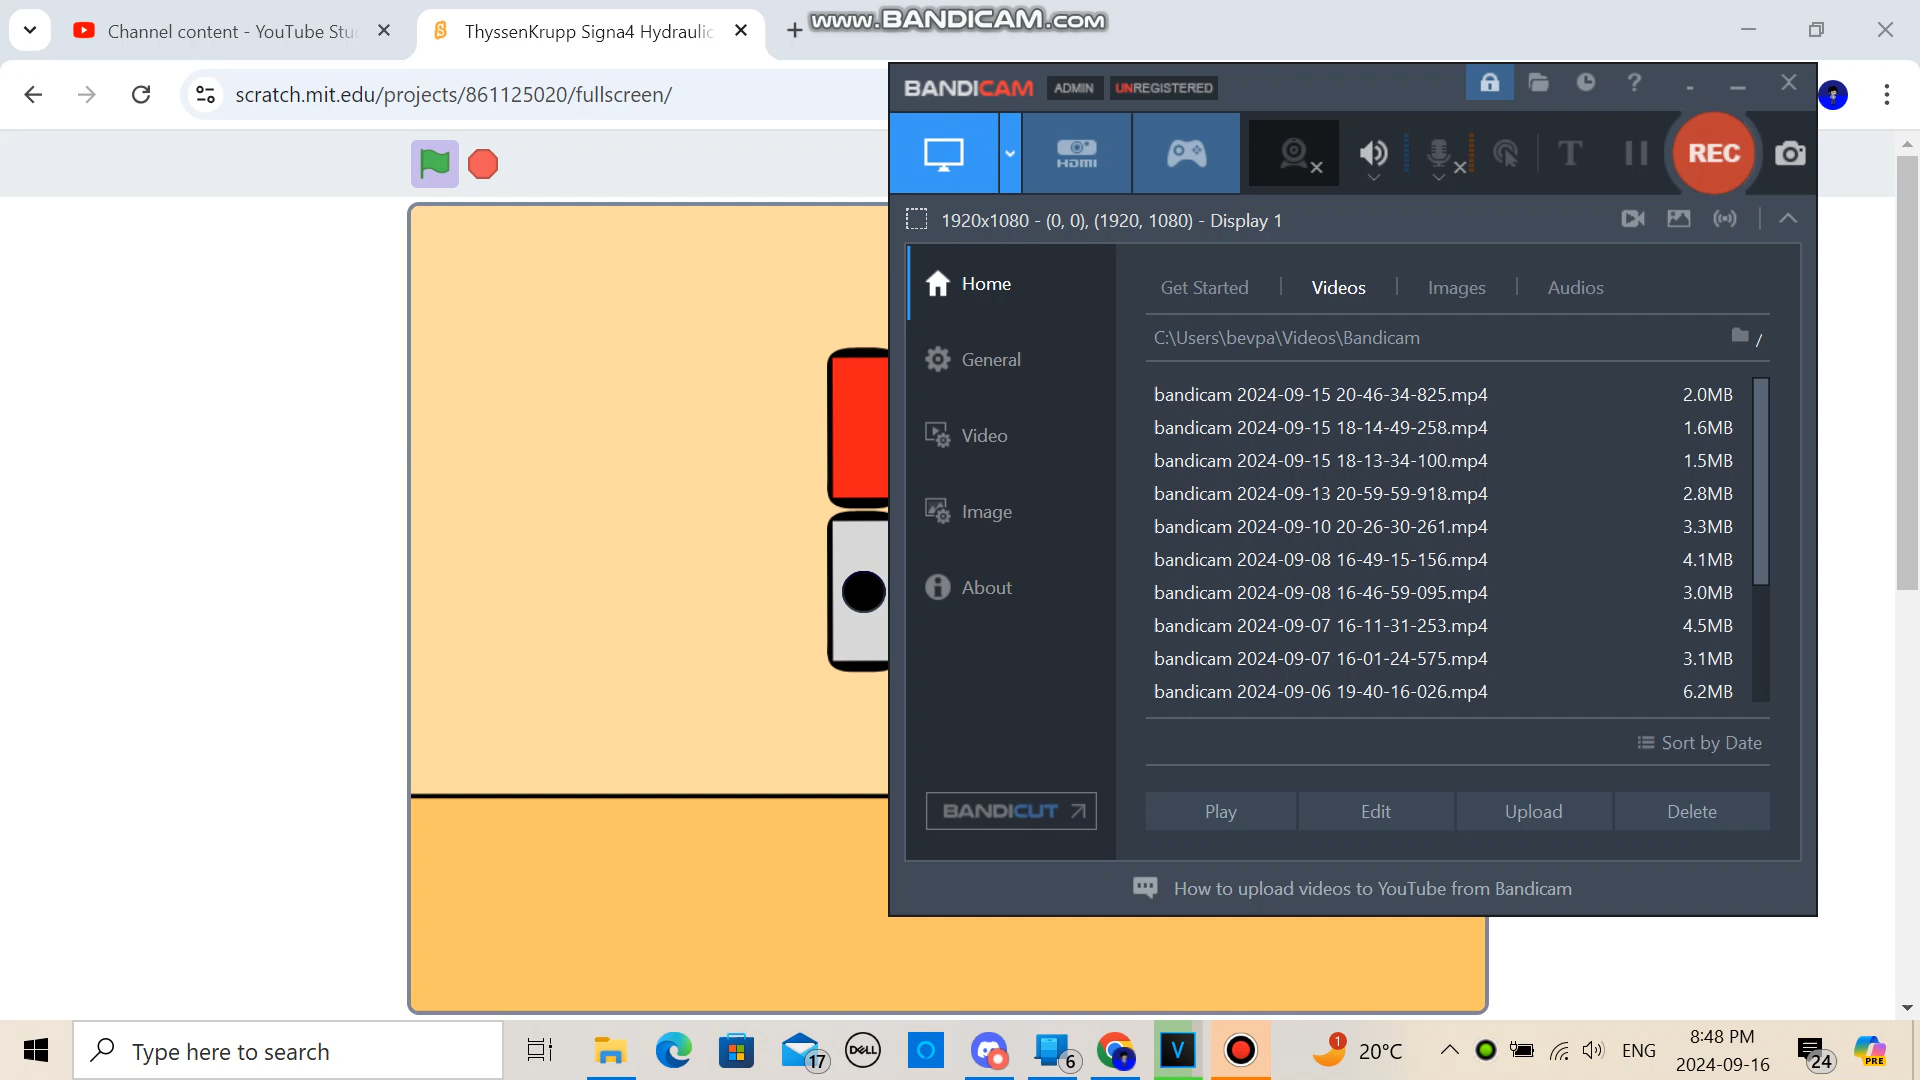 Channel content - YouTube Stu
ThyssenKrupp Signa4 Hydraulic
www.BANDICAM.com
scratch.mit.edu/projects/861125020/fullscreen/
BANDICAM ADMIN UNREGISTERED
?
HDMI
T
REC
1920x1080 - (0, 0), (1920, 1080) - Display 1
Home
General
Video
Image
About
BANDICUT
Get Started
Videos
Images
Audios
C:\Users\bevpa\Videos\Bandicam
/
bandicam 2024-09-15 20-46-34-825.mp4 2.0MB
bandicam 2024-09-15 18-14-49-258.mp4 1.6MB
bandicam 2024-09-15 18-13-34-100.mp4 1.5MB
bandicam 2024-09-13 20-59-59-918.mp4 2.8MB
bandicam 2024-09-10 20-26-30-261.mp4 3.3MB
bandicam 2024-09-08 16-49-15-156.mp4 4.1MB
bandicam 2024-09-08 16-46-59-095.mp4 3.0MB
bandicam 2024-09-07 16-11-31-253.mp4 4.5MB
bandicam 2024-09-07 16-01-24-575.mp4 3.1MB
bandicam 2024-09-06 19-40-16-026.mp4 6.2MB
Sort by Date
Play
Edit
Upload
Delete
How to upload videos to YouTube from Bandicam
Type here to search
17
DELL
6
V
1
20°C
ENG
8:48 PM
2024-09-16
24
PRE